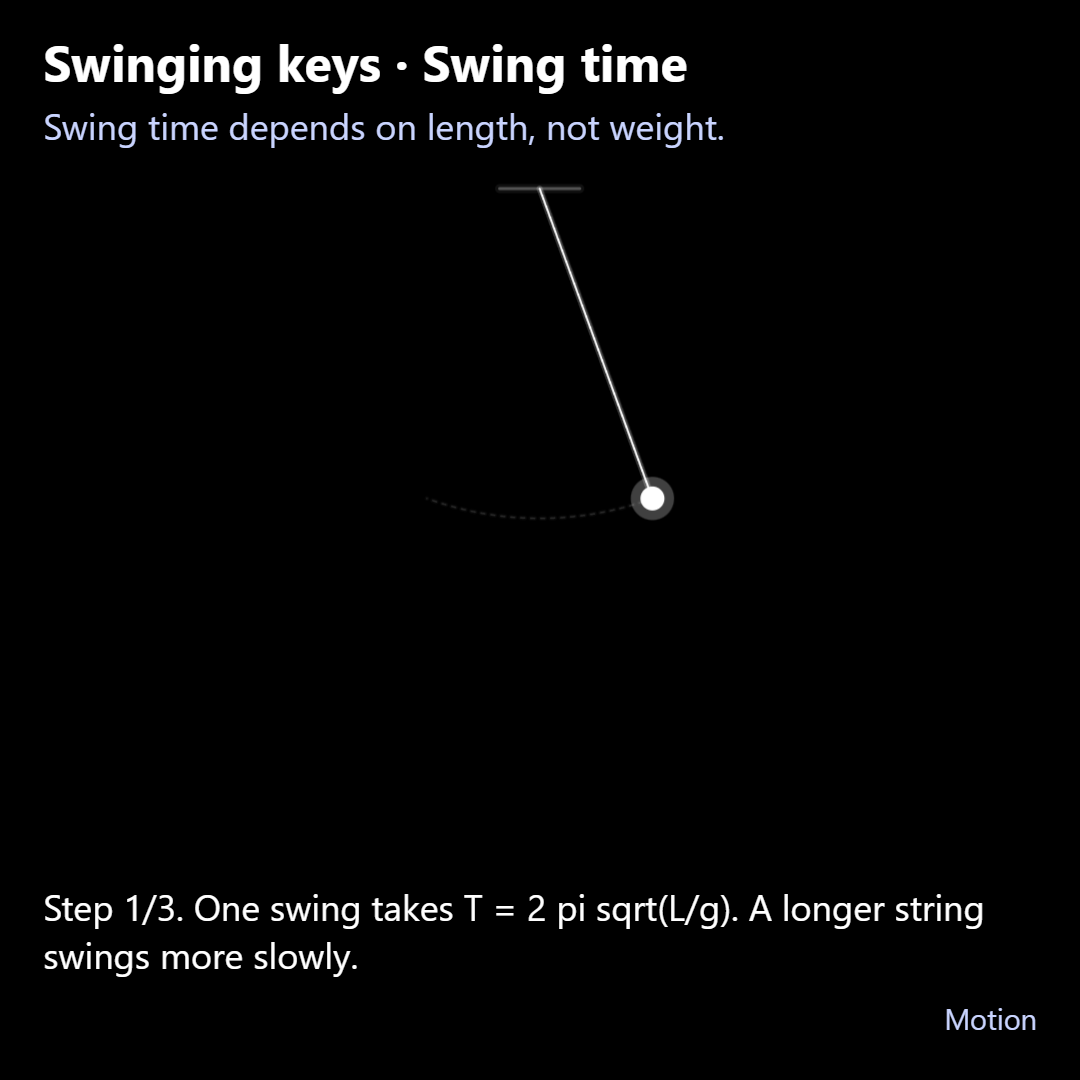 Swinging keys · Swing time
Swing time depends on length, not weight.
Step 1/3. One swing takes T = 2 pi sqrt(L/g). A longer string
swings more slowly.
Motion